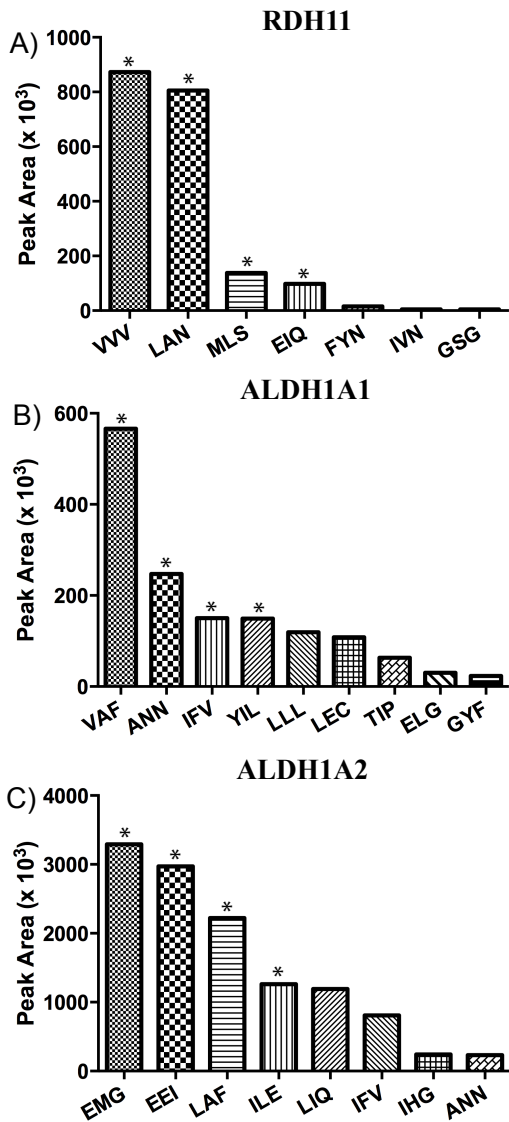 RDH11
A)
Peak Area (x 10³)
1000
800
600
400
200
0
* * * *
VVV LAN MLS EIQ FYN IVN GSG
ALDH1A1
B)
Peak Area (x 10³)
600
400
200
0
* * * *
VAF ANN IFV YIL LLL LEC TIP ELG GYF
ALDH1A2
C)
Peak Area (x 10³)
4000
3000
2000
1000
0
* * * *
EMG EEI LAF ILE LIQ IFV IHG ANN